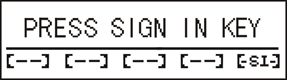 PRESS SIGN IN KEY
[--] [--] [--] [--] [-SI-]